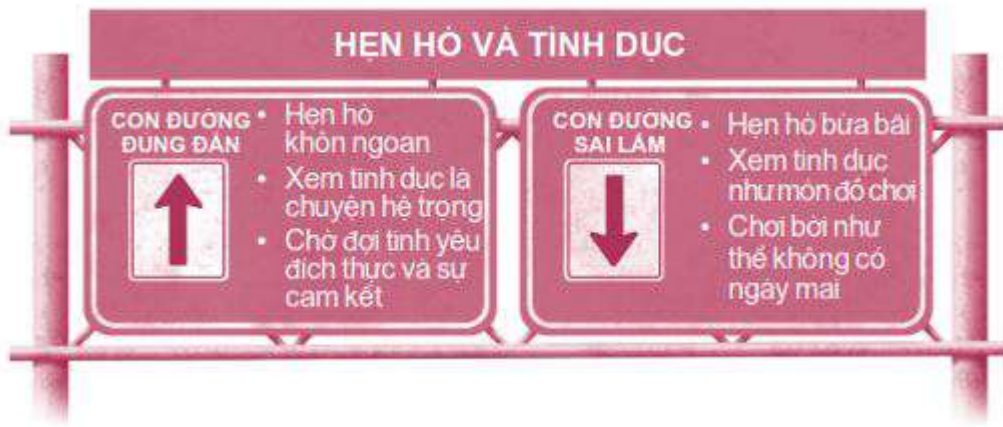 HẸN HÒ VÀ TÌNH DỤC
CON ĐƯỜNG
ĐÚNG ĐẮN
• Hẹn hò
khôn ngoan
• Xem tình dục là
chuyện hệ trọng
• Chờ đợi tình yêu
đích thực và sự
cam kết
CON ĐƯỜNG
SAI LẦM
• Hẹn hò bừa bãi
• Xem tình dục
như món đồ chơi
• Chơi bời như
thế không có
ngày mai